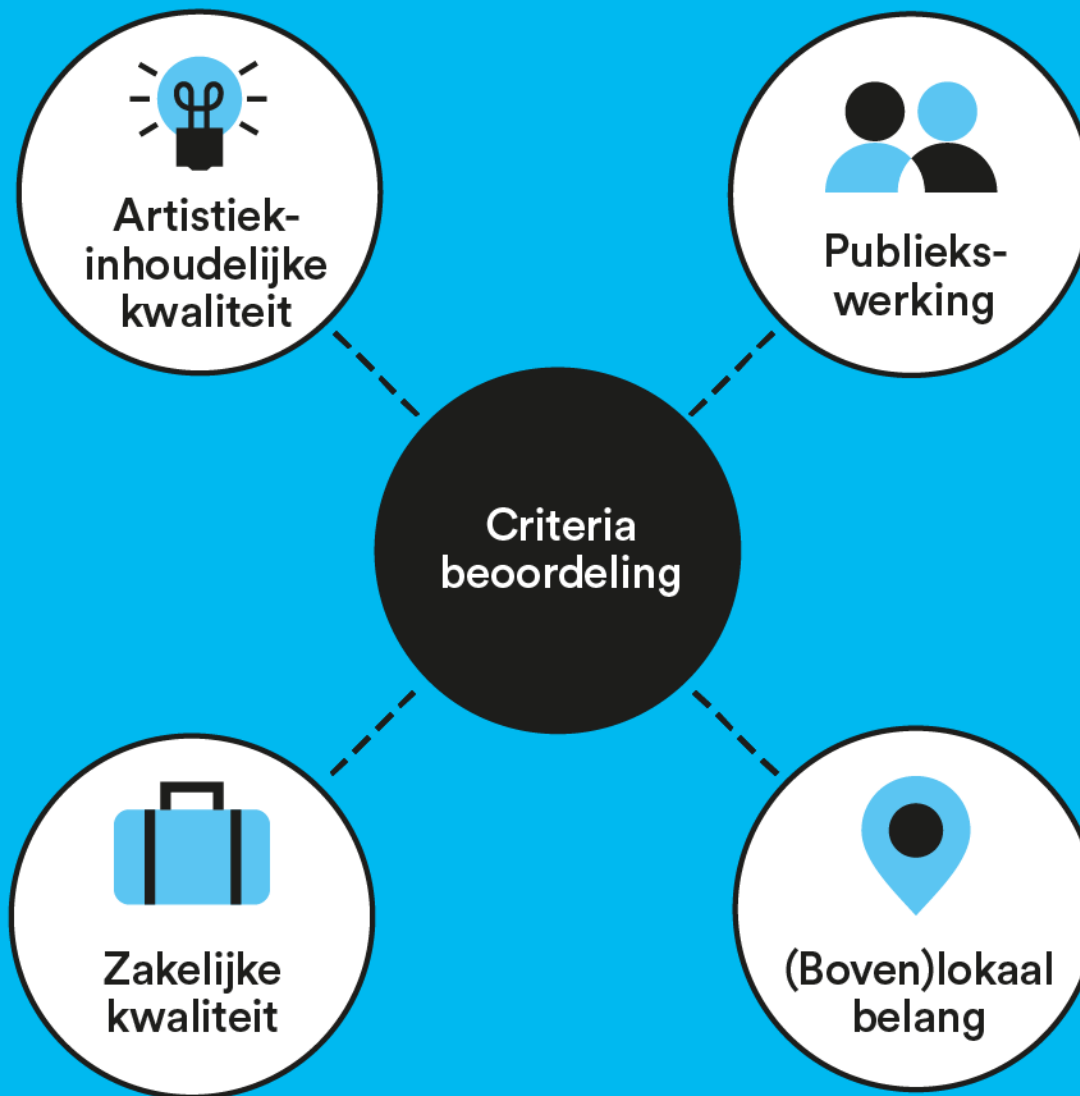 Artistiek-
inhoudelijke
kwaliteit
Publieks-
werking
Criteria
beoordeling
Zakelijke
kwaliteit
(Boven)lokaal
belang